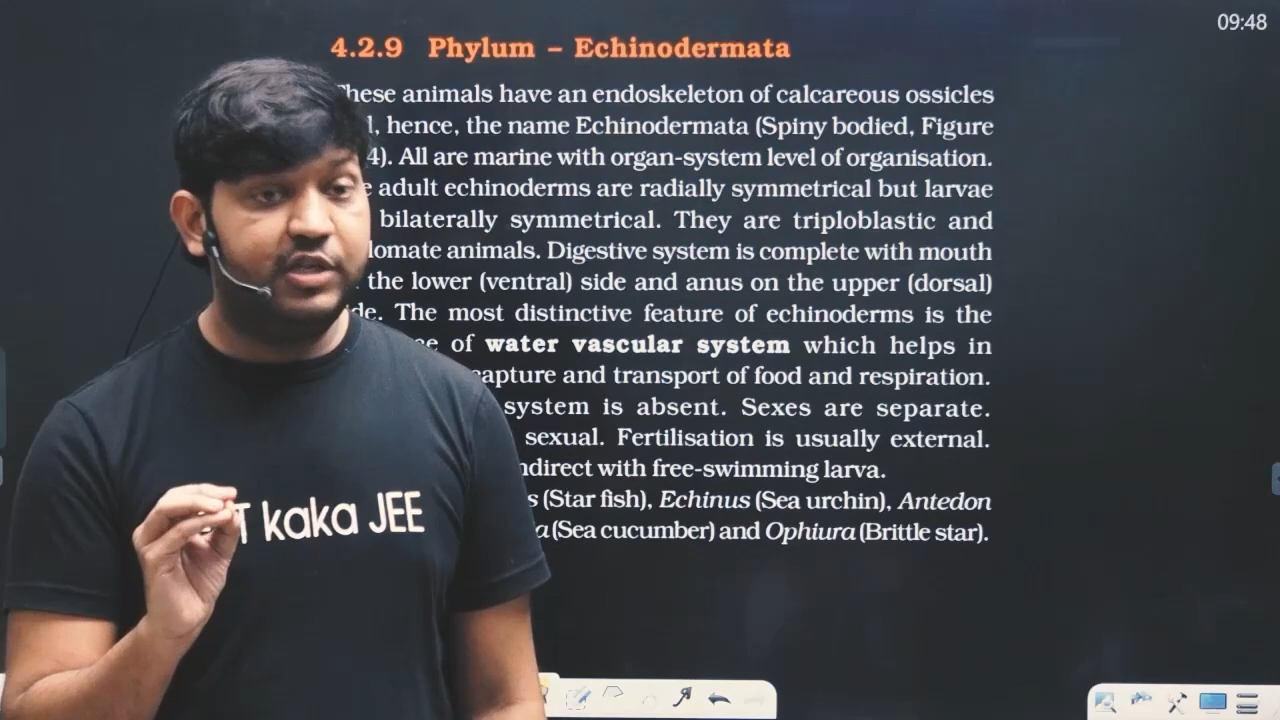 09:48
4.2.9 Phylum – Echinodermata
These animals have an endoskeleton of calcareous ossicles
hence, the name Echinodermata (Spiny bodied, Figure
4). All are marine with organ-system level of organisation.
adult echinoderms are radially symmetrical but larvae
bilaterally symmetrical. They are triploblastic and
animals. Digestive system is complete with mouth
the lower (ventral) side and anus on the upper (dorsal)
The most distinctive feature of echinoderms is the
of water vascular system which helps in
capture and transport of food and respiration.
system is absent. Sexes are separate.
sexual. Fertilisation is usually external.
indirect with free-swimming larva.
(Star fish), Echinus (Sea urchin), Antedon
(Sea cucumber) and Ophiura (Brittle star).
T kaka JEE